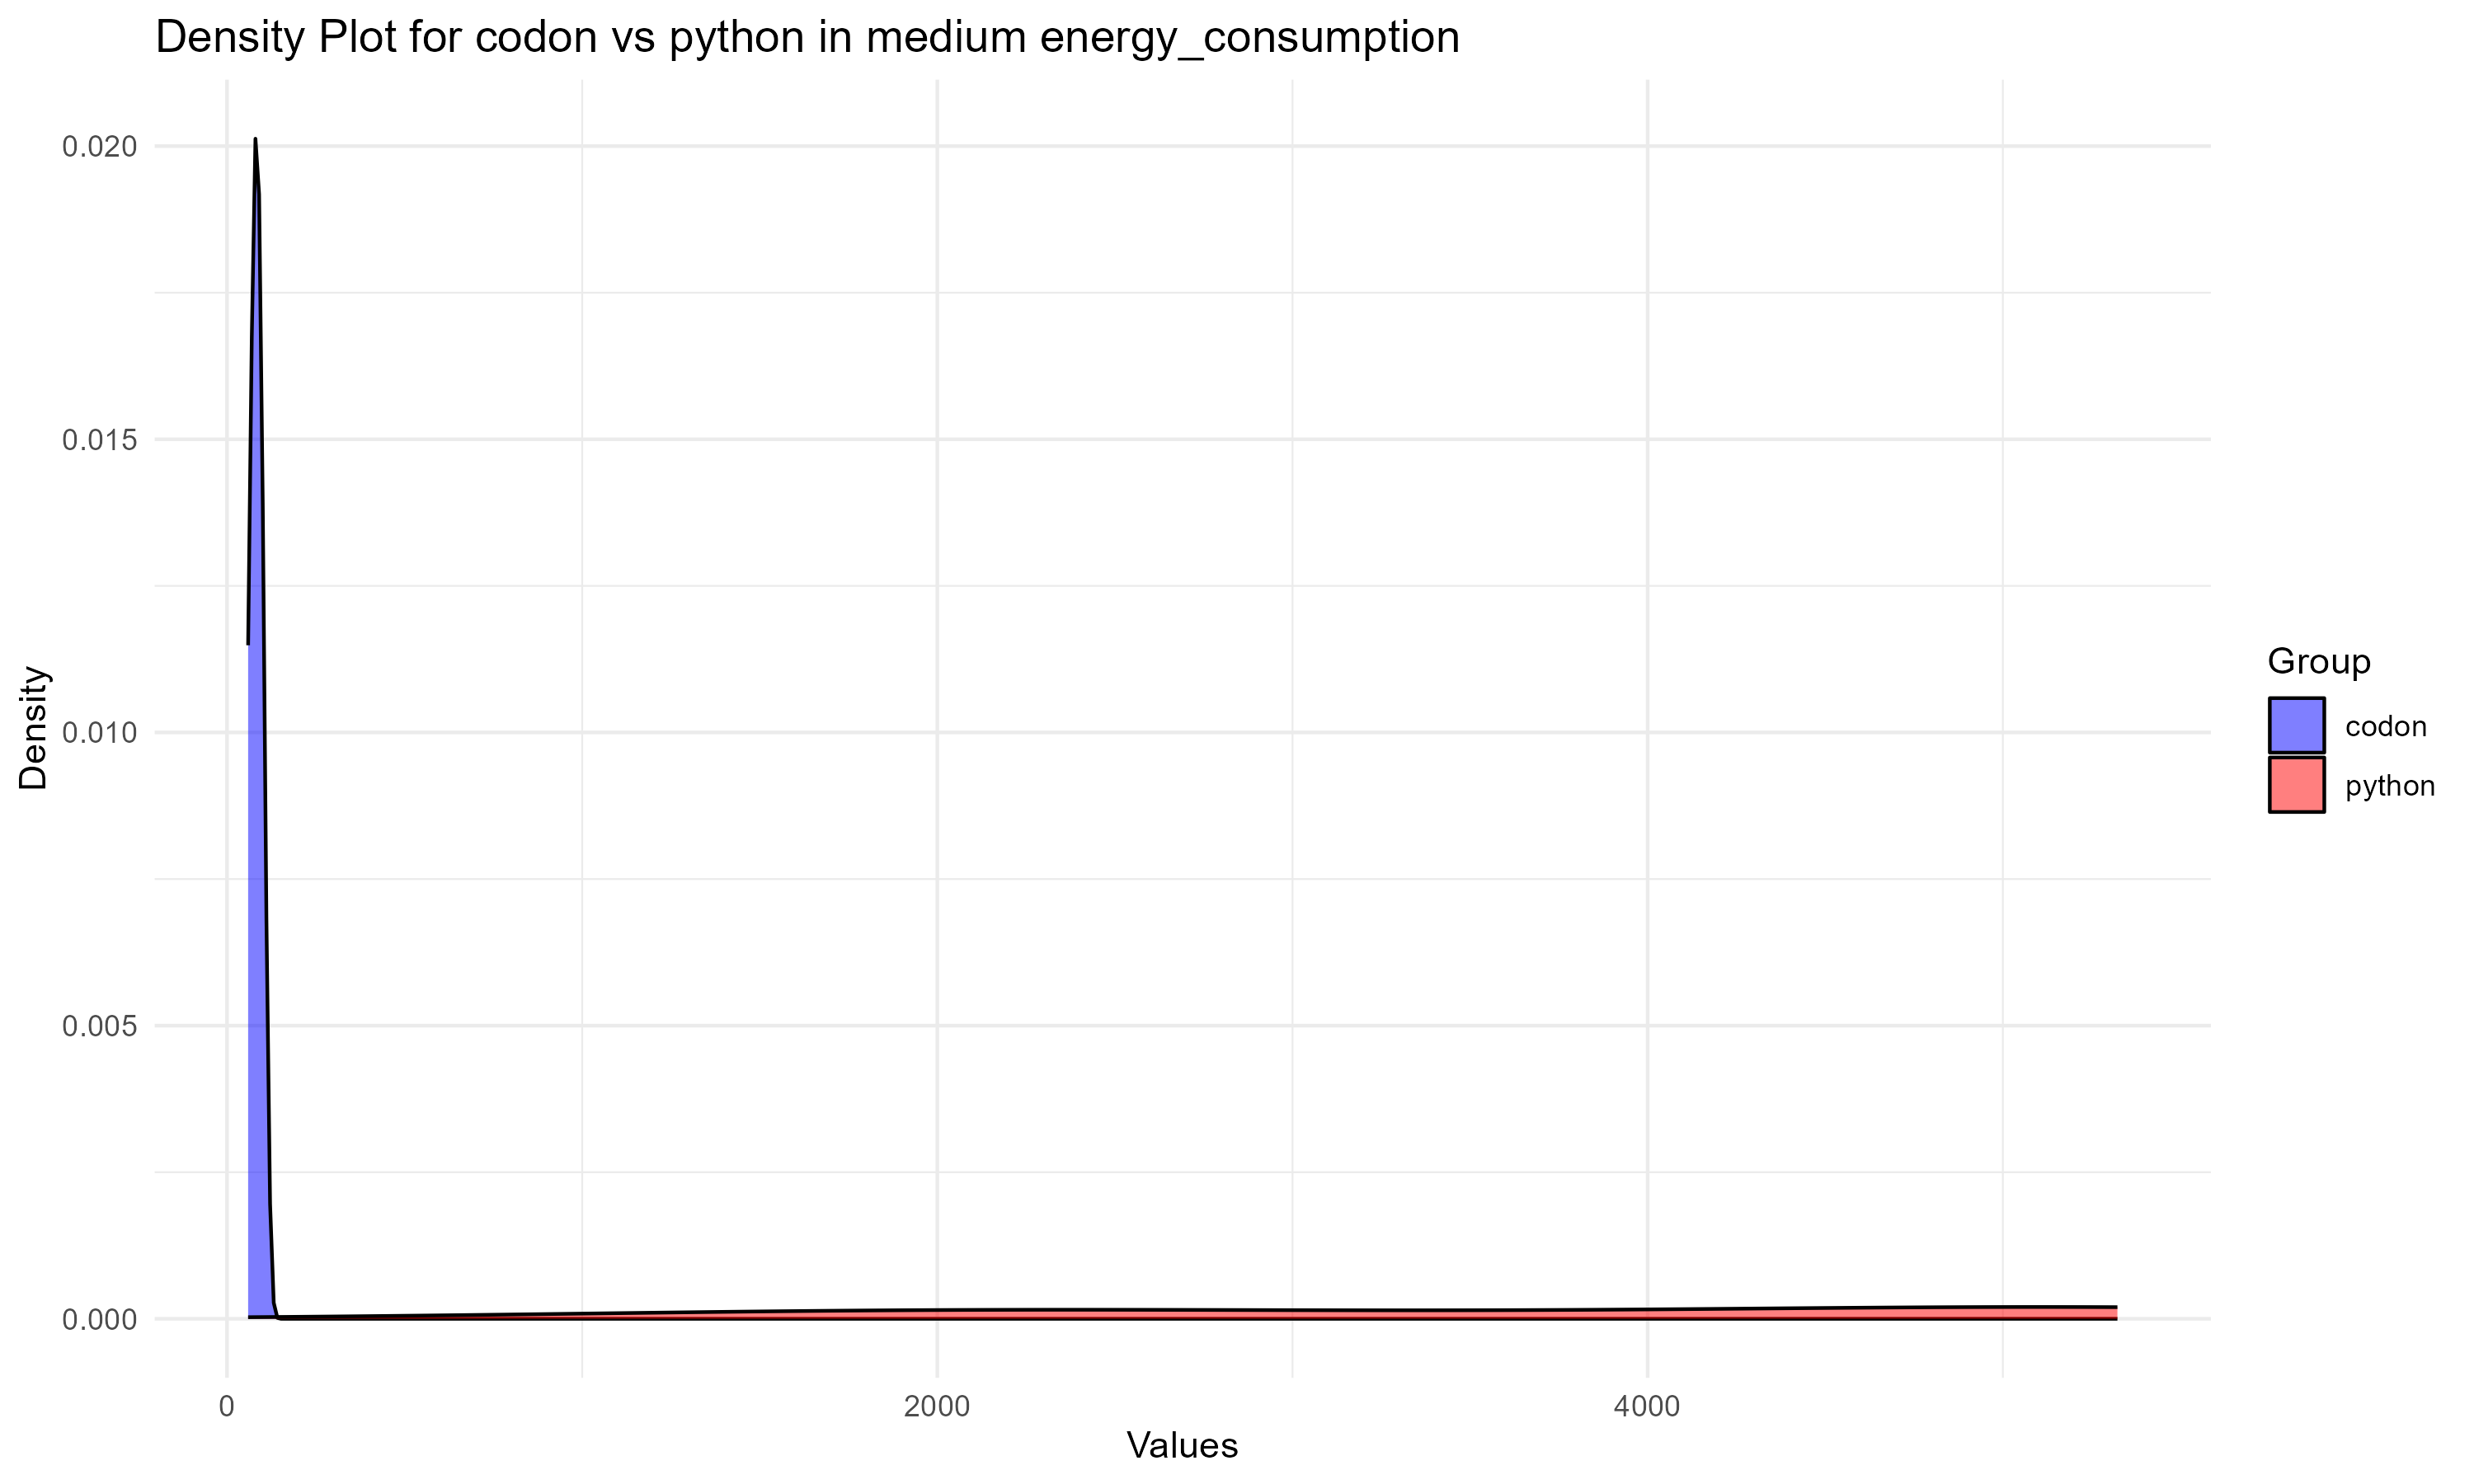 Density Plot for codon vs python in medium energy_consumption
0.020
0.015
0.010
0.005
0.000
Density
0
2000
4000
Values
Group
codon
python